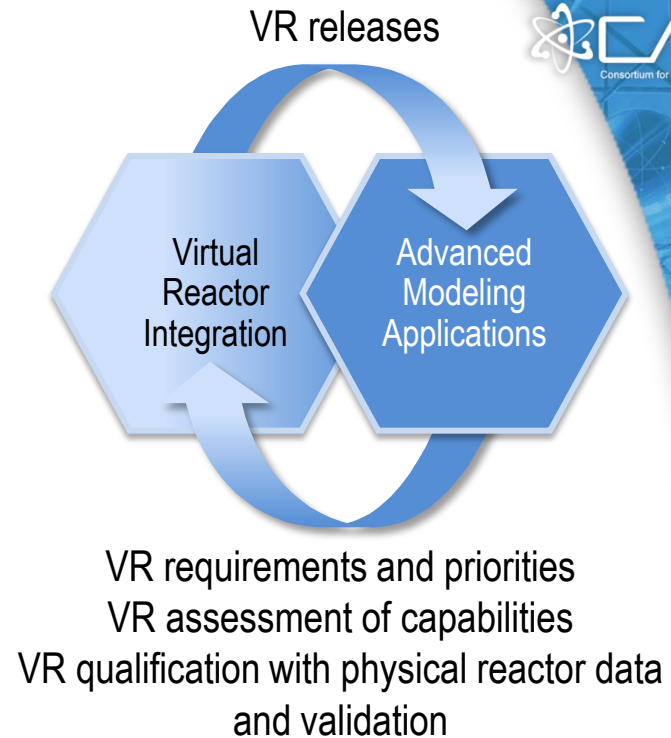 VR releases
Consortium for
Virtual
Reactor
Integration
Advanced
Modeling
Applications
VR requirements and priorities
VR assessment of capabilities
VR qualification with physical reactor data
and validation